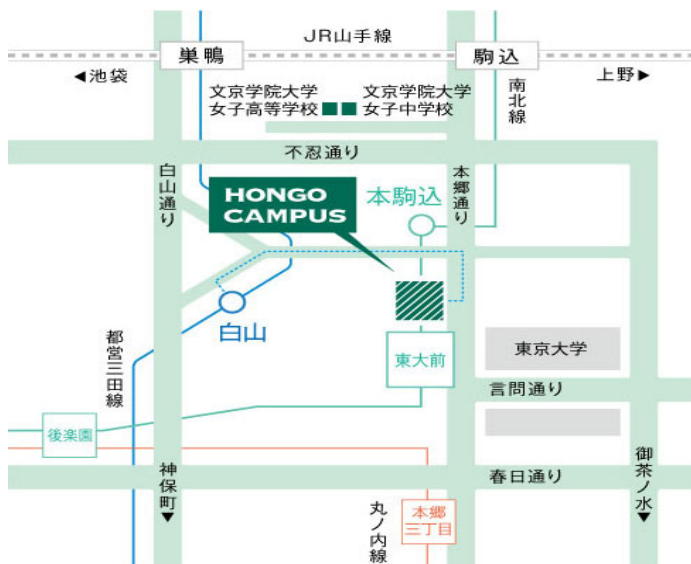 JR山手線
巣鴨
駒込
◀池袋
上野▶
南北線
文京学院大学
女子高等学校
文京学院大学
女子中学校
不忍通り
白山通り
本郷通り
HONGO
CAMPUS
本駒込
白山
都営三田線
東大前
東京大学
言問通り
後楽園
神保町▼
春日通り
御茶ノ水▼
丸ノ内線
本郷
三丁目